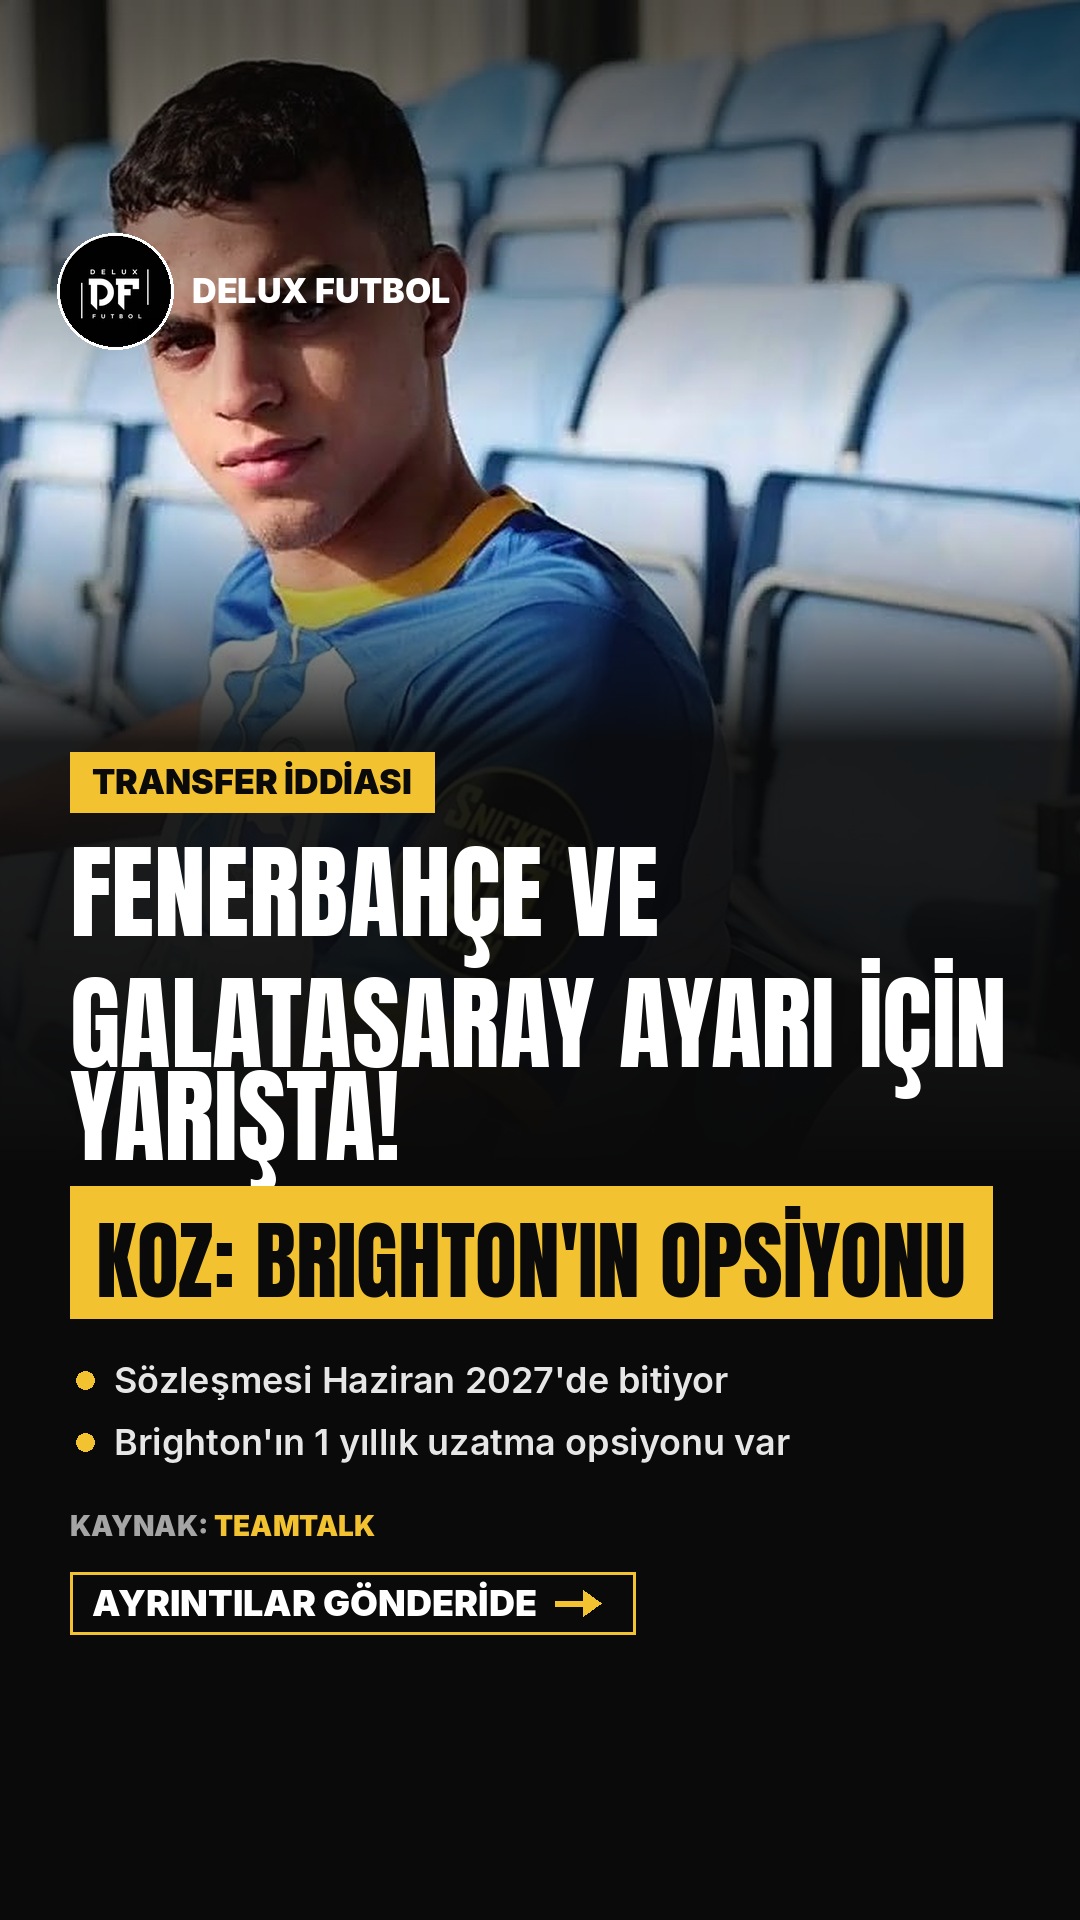 DELUX
DF
FUTBOL
DELUX FUTBOL
TRANSFER İDDİASI
SNICKERS
FENERBAHÇE VE
GALATASARAY AYARI İÇİN
YARIŞTA!
KOZ: BRIGHTON'IN OPSİYONU
Sözleşmesi Haziran 2027'de bitiyor
Brighton'ın 1 yıllık uzatma opsiyonu var
KAYNAK: TEAMTALK
AYRINTILAR GÖNDERİDE